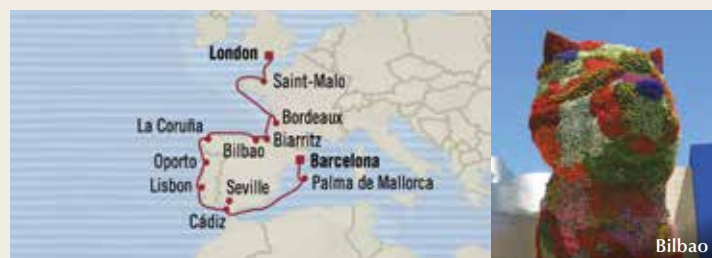 London
Saint-Malo
Bordeaux
La Coruña
Biarritz
Bilbao
Barcelona
Oporto
Palma de Mallorca
Lisbon
Seville
Cádiz
Bilbao